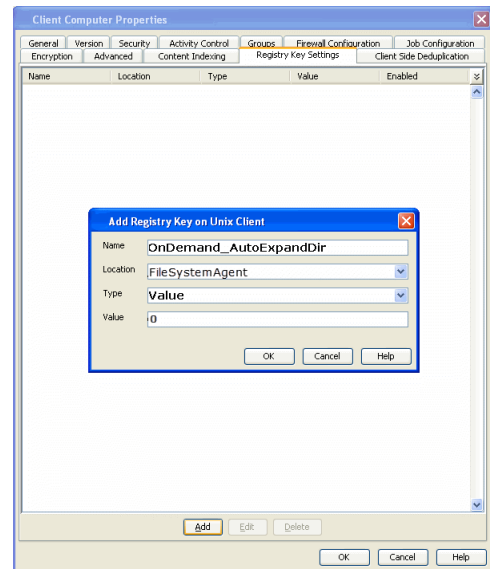 Client Computer Properties
General Version Security Activity Control Groups Firewall Configuration Job Configuration
Encryption Advanced Content Indexing Registry Key Settings Client Side Deduplication
Name Location Type Value Enabled
Add Registry Key on Unix Client
Name OnDemand_AutoExpandDir
Location FileSystemAgent
Type Value
Value 0
OK Cancel Help
Add Edit Delete
OK Cancel Help